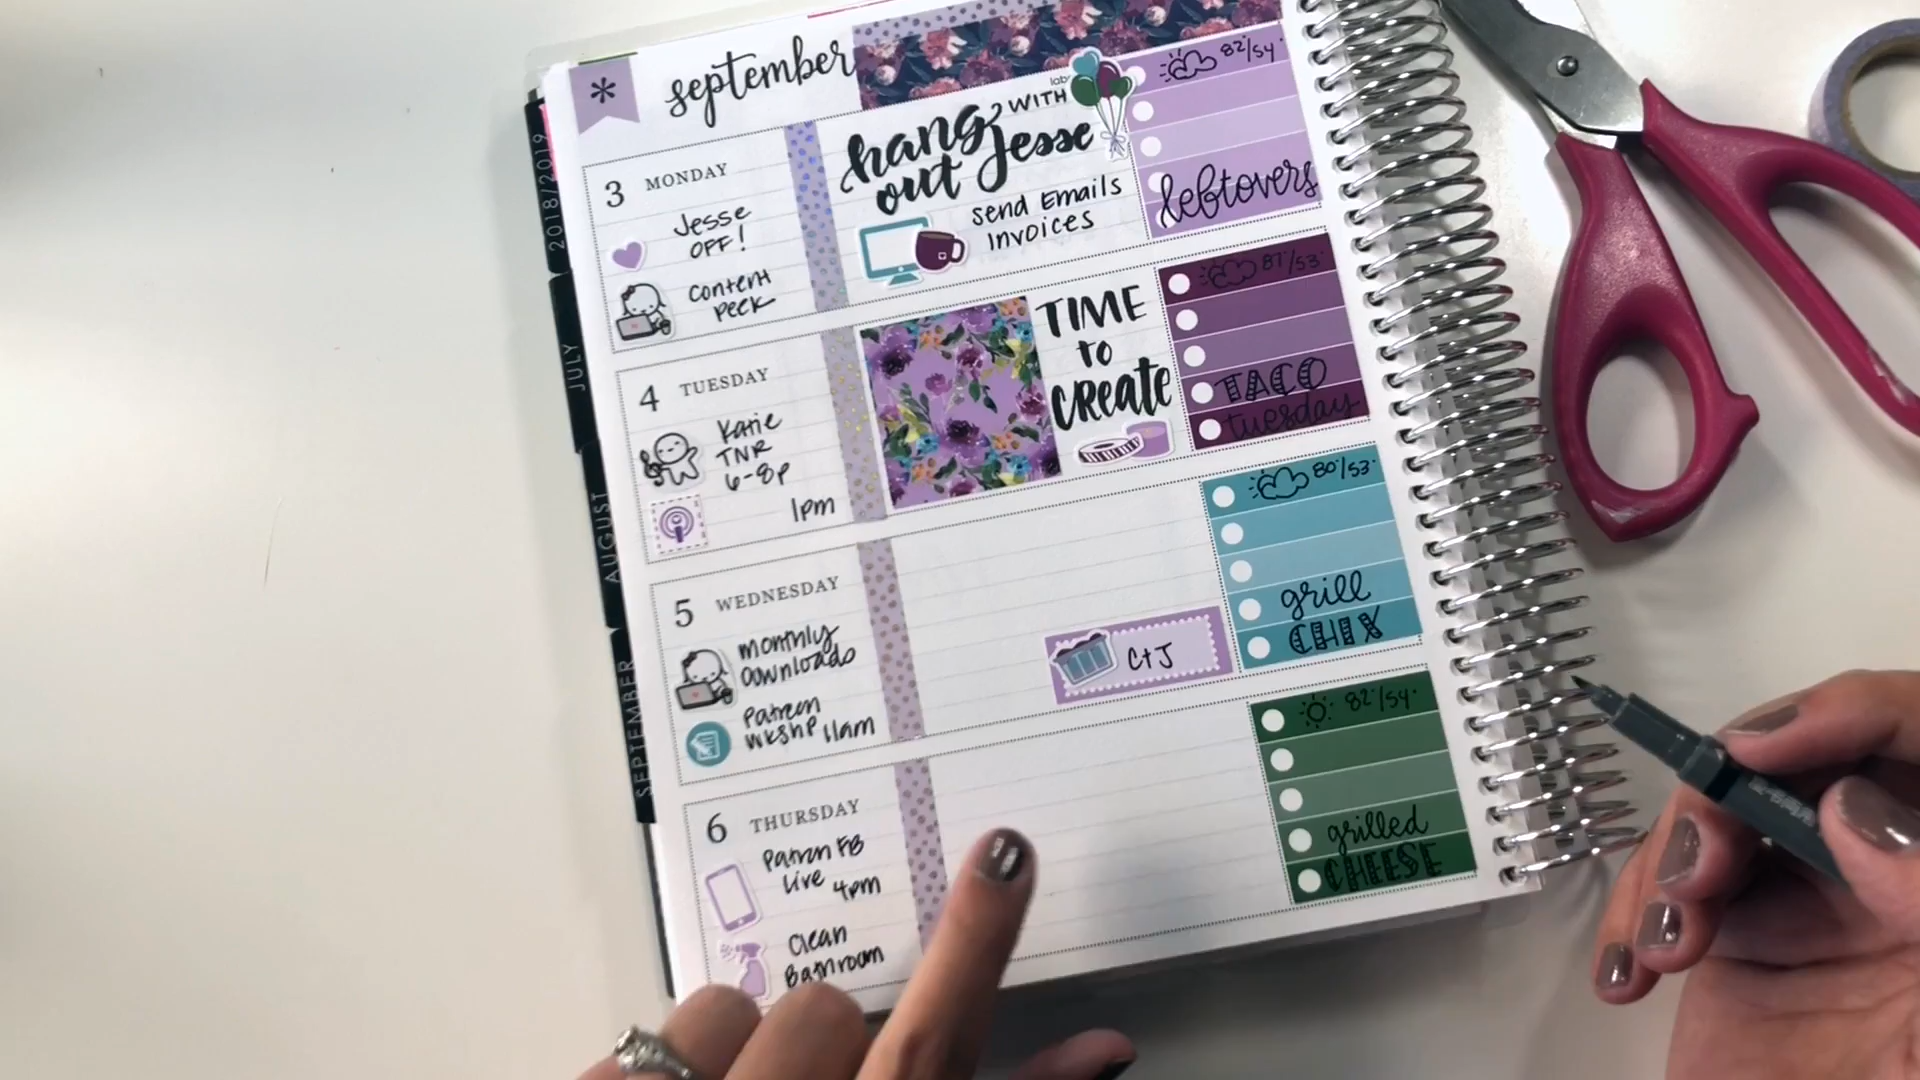 * september
3 MONDAY
Jesse
OFF!
content
peek
hang WITH
out Jesse
send Emails
Invoices
82°/54°
leftovers
4 TUESDAY
Katie
TNR
6-8p
1pm
TIME
to
CREATE
81°/53°
TACO
tuesday
5 WEDNESDAY
monthly
Downloads
Patreon
WKSHP 11am
C+J
80°/53°
grill
CHIX
6 THURSDAY
Patron FB
Live
4pm
Clean
Bathroom
82°/54°
grilled
CHEESE
2018/2019
JULY
AUGUST
SEPTEMBER